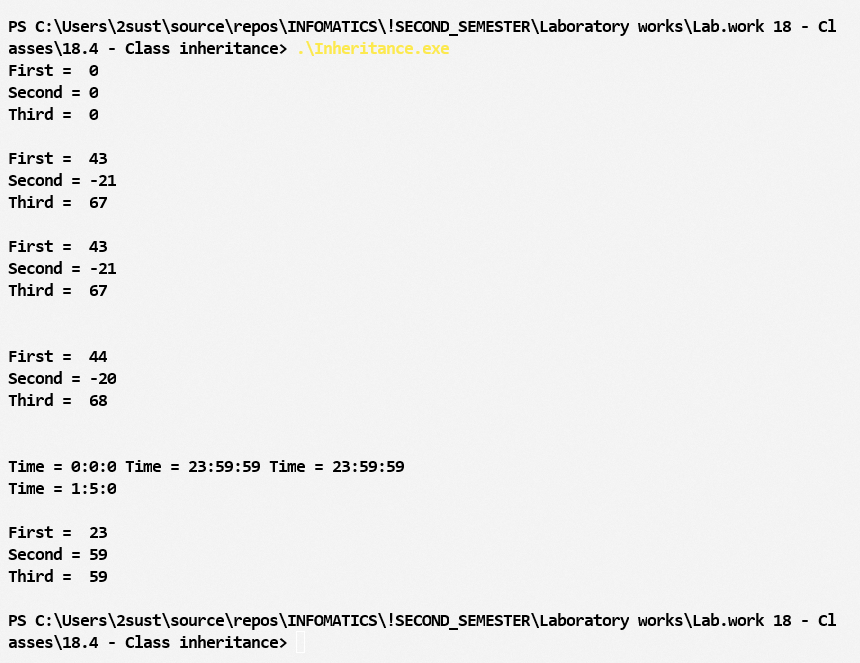 PS C:\Users\2sust\source\repos\INFOMATICS\!SECOND_SEMESTER\Laboratory works\Lab.work 18 - Cl
asses\18.4 - Class inheritance> .\Inheritance.exe
First =  0
Second = 0
Third =  0
First =  43
Second = -21
Third =  67
First =  43
Second = -21
Third =  67
First =  44
Second = -20
Third =  68
Time = 0:0:0 Time = 23:59:59 Time = 23:59:59
Time = 1:5:0
First =  23
Second = 59
Third =  59
PS C:\Users\2sust\source\repos\INFOMATICS\!SECOND_SEMESTER\Laboratory works\Lab.work 18 - Cl
asses\18.4 - Class inheritance>